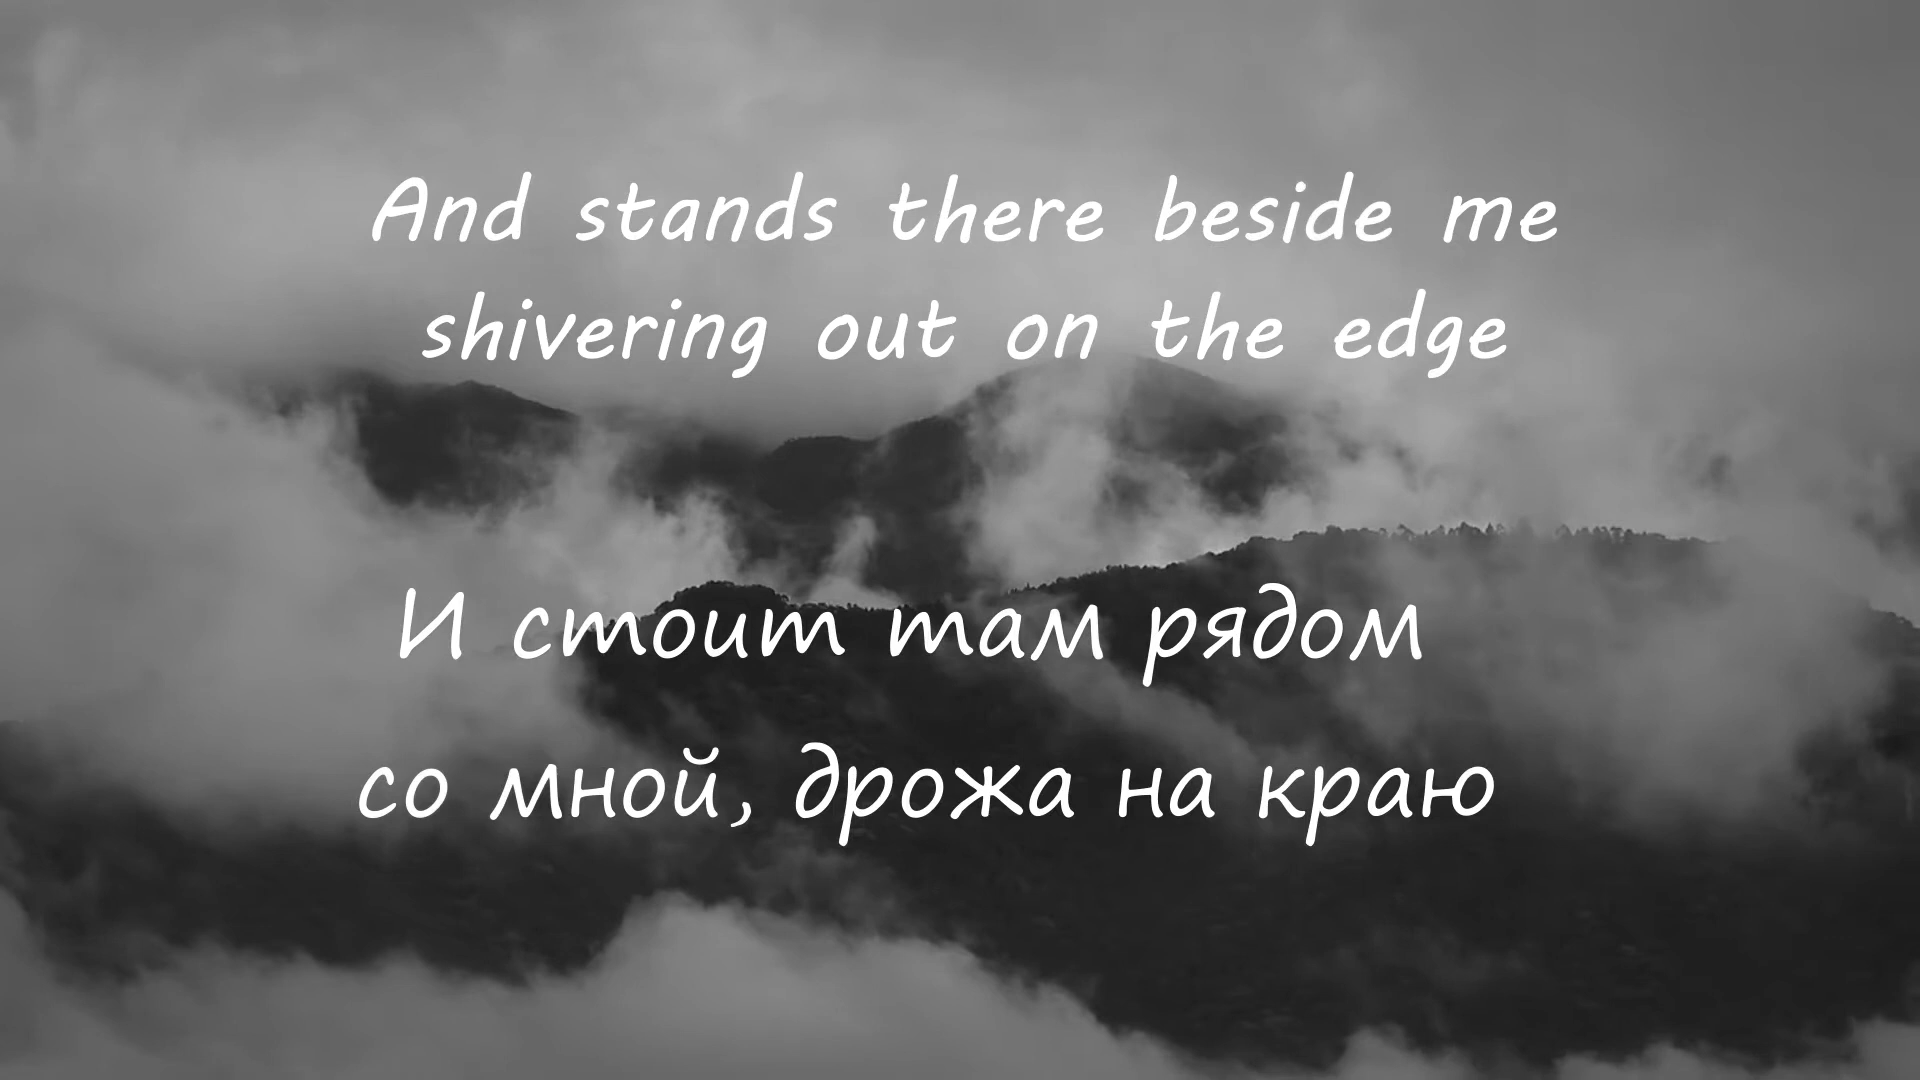 And stands there beside me
shivering out on the edge
И стоит там рядом
со мной, дрожа на краю